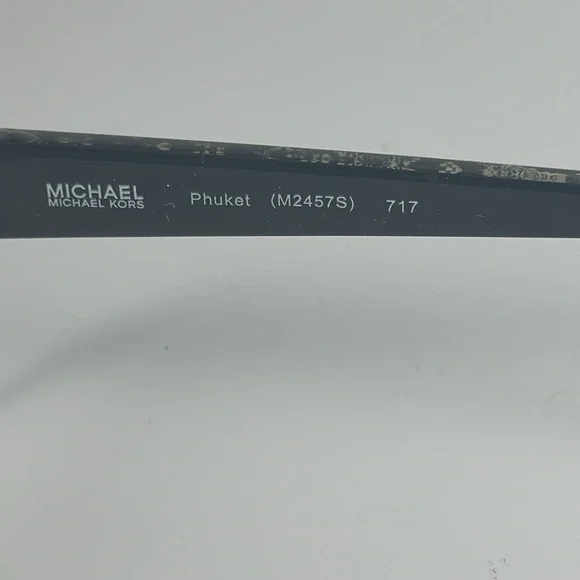 MICHAEL
MICHAEL KORS
Phuket (M2457S) 717